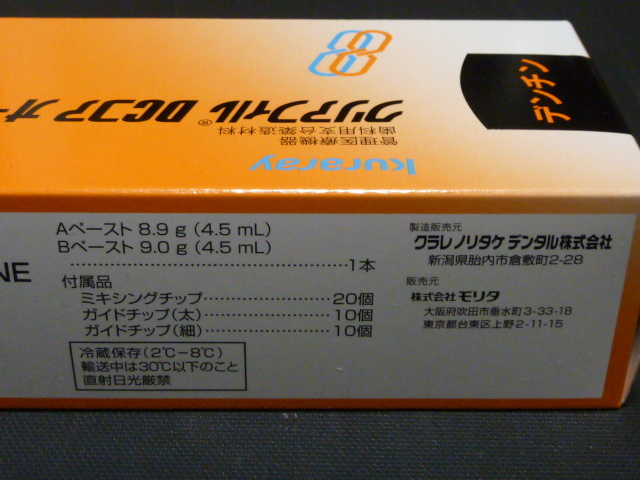 デンチン
クリアフィル® DCコア オー
歯科用支台築造材料
管理医療機器
kuraray
NE
Aペースト 8.9 g (4.5 mL)
Bペースト 9.0 g (4.5 mL)
1本
付属品
ミキシングチップ 20個
ガイドチップ(太) 10個
ガイドチップ(細) 10個
冷蔵保存(2℃−8℃)
輸送中は30℃以下のこと
直射日光厳禁
製造販売元
クラレノリタケデンタル株式会社
新潟県胎内市倉敷町2-28
販売元
株式会社モリタ
大阪府吹田市垂水町3-33-18
東京都台東区上野2-11-15